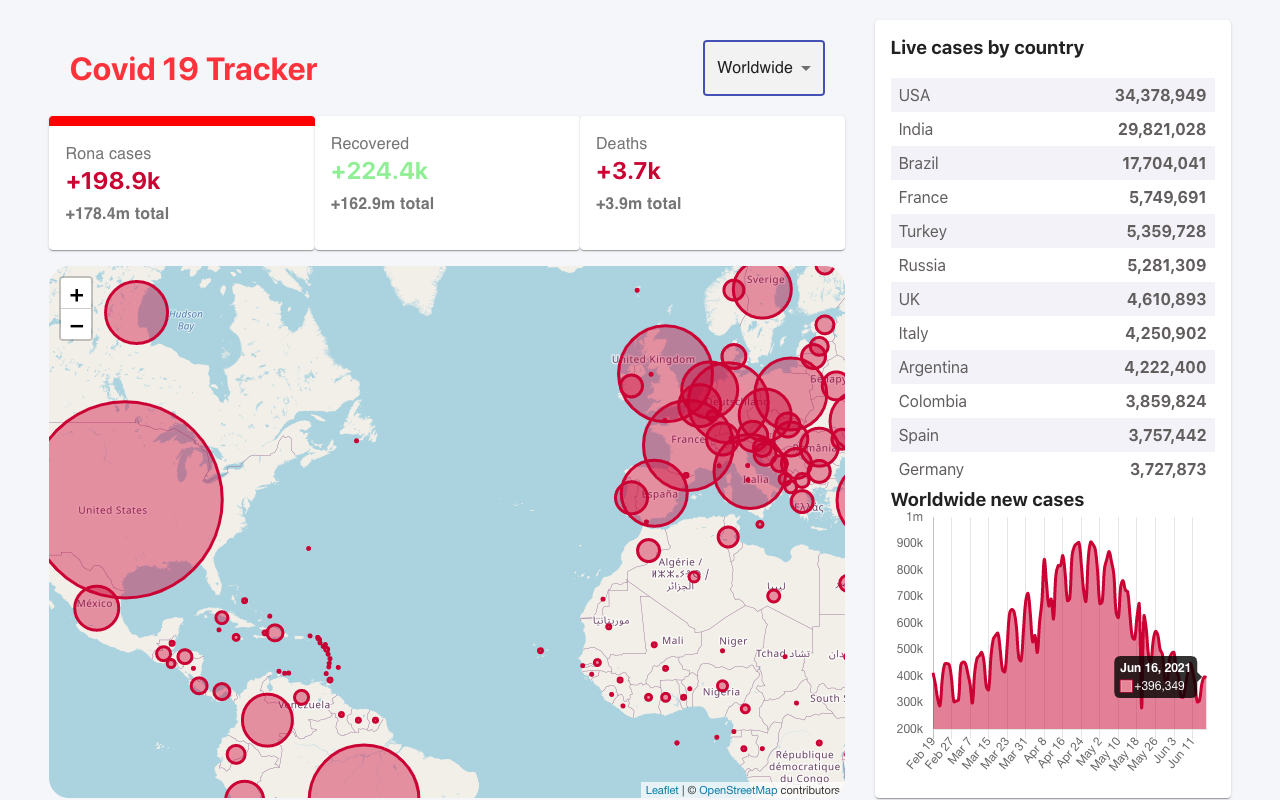 Covid 19 Tracker
Worldwide
Rona cases
+198.9k
+178.4m total
Recovered
+224.4k
+162.9m total
Deaths
+3.7k
+3.9m total
+
−
Hudson
Bay
Sverige
United Kingdom
Deutschland
France
România
Italia
España
Ελλάς
United States
México
Algérie /
الجزائر
ليبيا
موريتانيا
Mali
Niger
Tchad تشاد
Nigeria
South S
Venezuela
République
démocratique
du Congo
Leaflet | © OpenStreetMap contributors
Live cases by country
USA 34,378,949
India 29,821,028
Brazil 17,704,041
France 5,749,691
Turkey 5,359,728
Russia 5,281,309
UK 4,610,893
Italy 4,250,902
Argentina 4,222,400
Colombia 3,859,824
Spain 3,757,442
Germany 3,727,873
Worldwide new cases
1m
900k
800k
700k
600k
500k
400k
300k
200k
Jun 16, 2021
+396,349
Feb 19
Feb 27
Mar 7
Mar 15
Mar 23
Mar 31
Apr 8
Apr 16
Apr 24
May 2
May 10
May 18
May 26
Jun 3
Jun 11